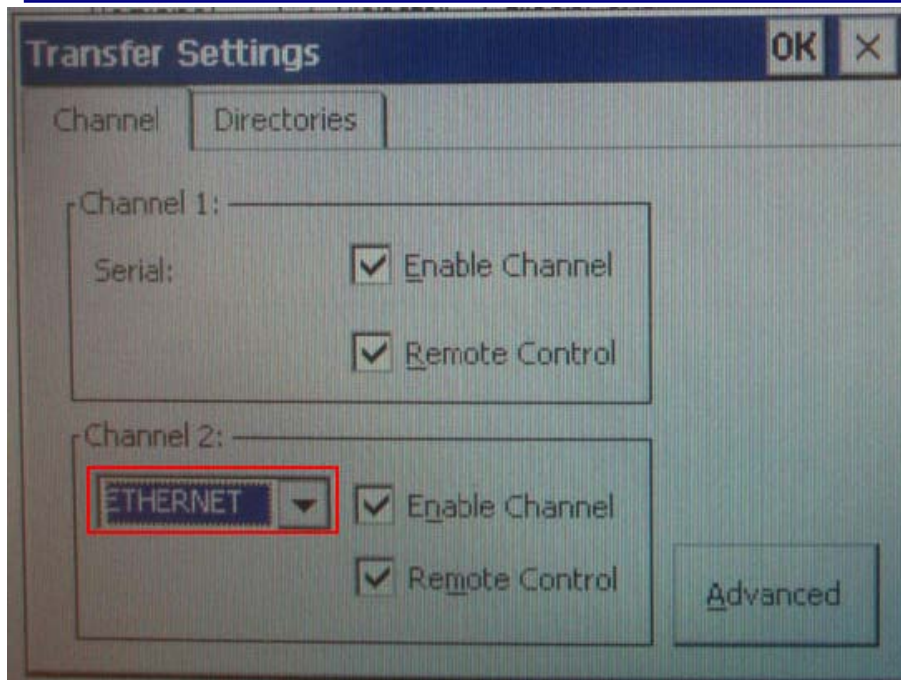 Transfer Settings OK ×
Channel Directories
Channel 1:
Serial: Enable Channel
Remote Control
Channel 2:
ETHERNET Enable Channel
Remote Control
Advanced